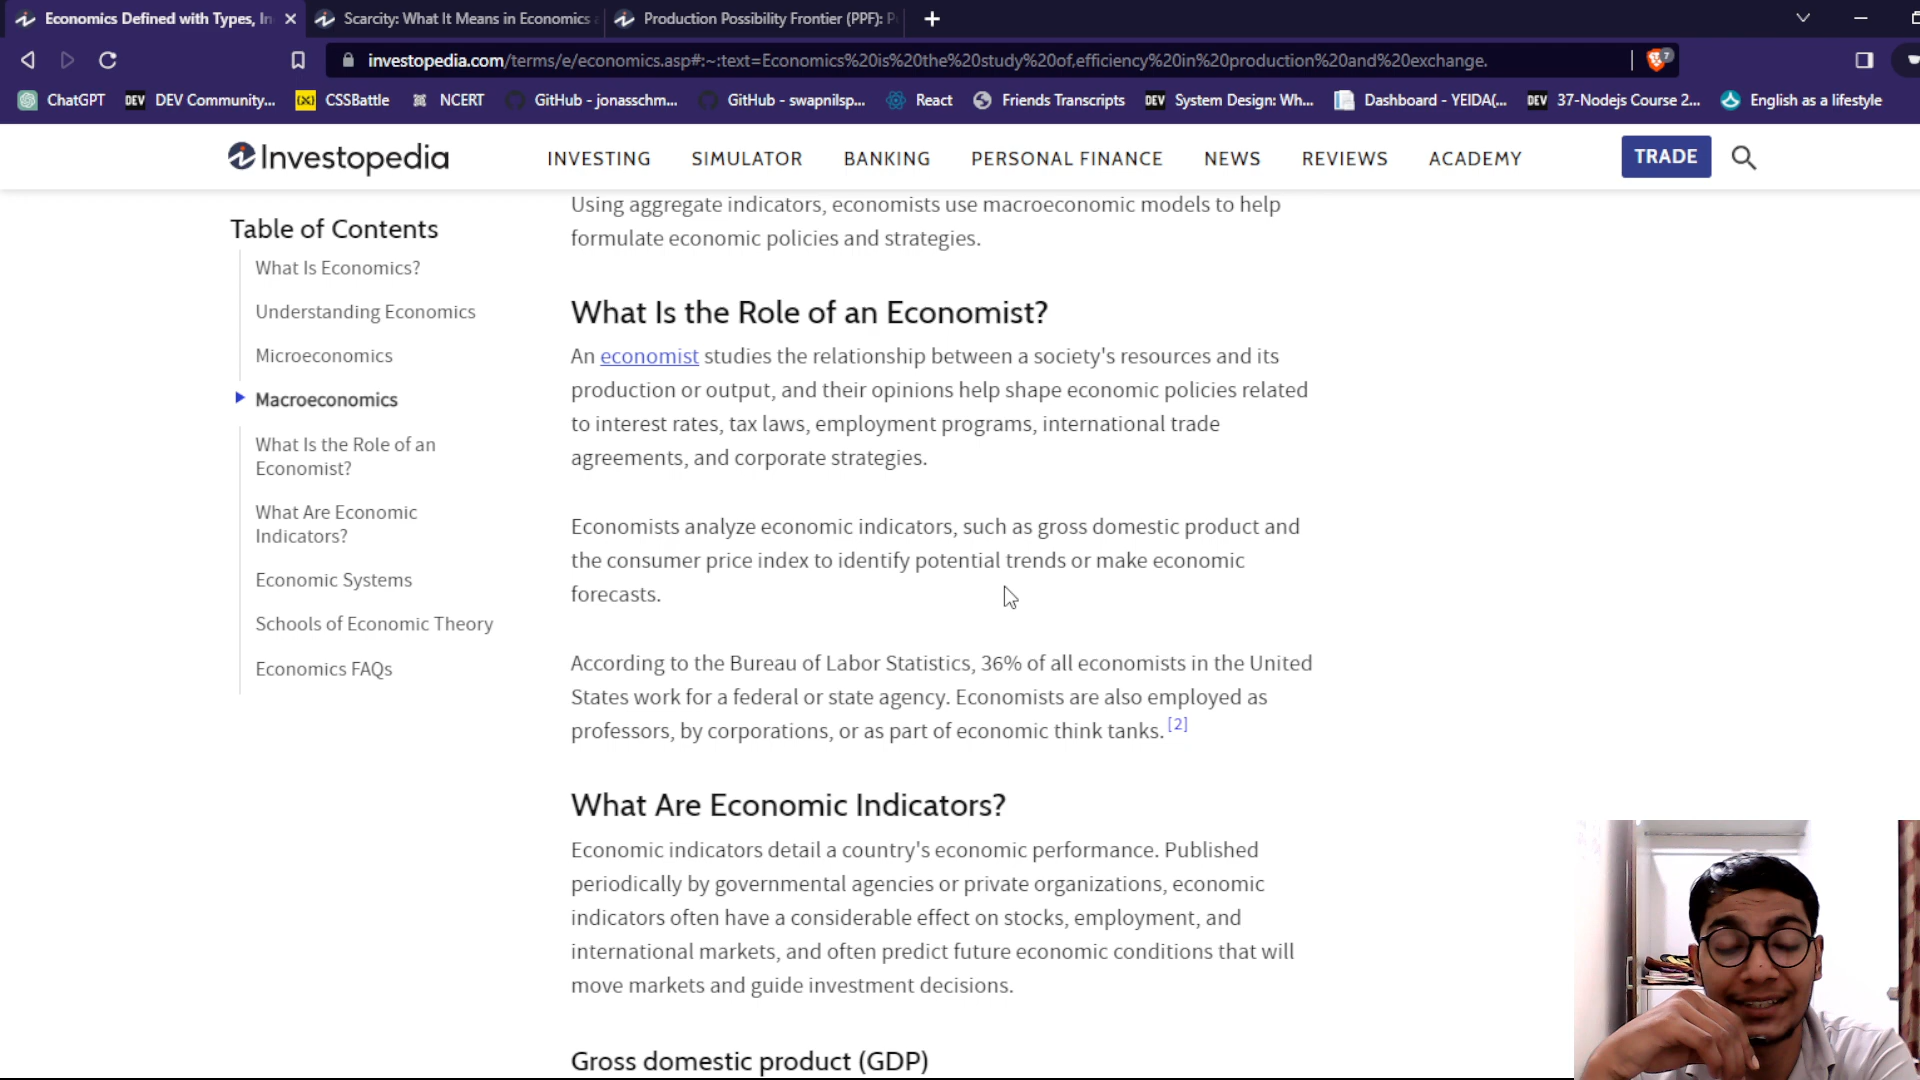 Economics Defined with Types, In
Scarcity: What It Means in Economics
Production Possibility Frontier (PPF): P
investopedia.com/terms/e/economics.asp#:~:text=Economics%20is%20the%20study%20of,efficiency%20in%20production%20and%20exchange.
7
ChatGPT
DEV DEV Community...
CSSBattle
NCERT
GitHub - jonasschm...
GitHub - swapnilsp...
React
Friends Transcripts
DEV System Design: Wh...
Dashboard - YEIDA(...
DEV 37-Nodejs Course 2...
English as a lifestyle
Investopedia
INVESTING
SIMULATOR
BANKING
PERSONAL FINANCE
NEWS
REVIEWS
ACADEMY
TRADE
Table of Contents
What Is Economics?
Understanding Economics
Microeconomics
Macroeconomics
What Is the Role of an
Economist?
What Are Economic
Indicators?
Economic Systems
Schools of Economic Theory
Economics FAQs
Using aggregate indicators, economists use macroeconomic models to help
formulate economic policies and strategies.
What Is the Role of an Economist?
An economist studies the relationship between a society's resources and its
production or output, and their opinions help shape economic policies related
to interest rates, tax laws, employment programs, international trade
agreements, and corporate strategies.
Economists analyze economic indicators, such as gross domestic product and
the consumer price index to identify potential trends or make economic
forecasts.
According to the Bureau of Labor Statistics, 36% of all economists in the United
States work for a federal or state agency. Economists are also employed as
professors, by corporations, or as part of economic think tanks. [2]
What Are Economic Indicators?
Economic indicators detail a country's economic performance. Published
periodically by governmental agencies or private organizations, economic
indicators often have a considerable effect on stocks, employment, and
international markets, and often predict future economic conditions that will
move markets and guide investment decisions.
Gross domestic product (GDP)